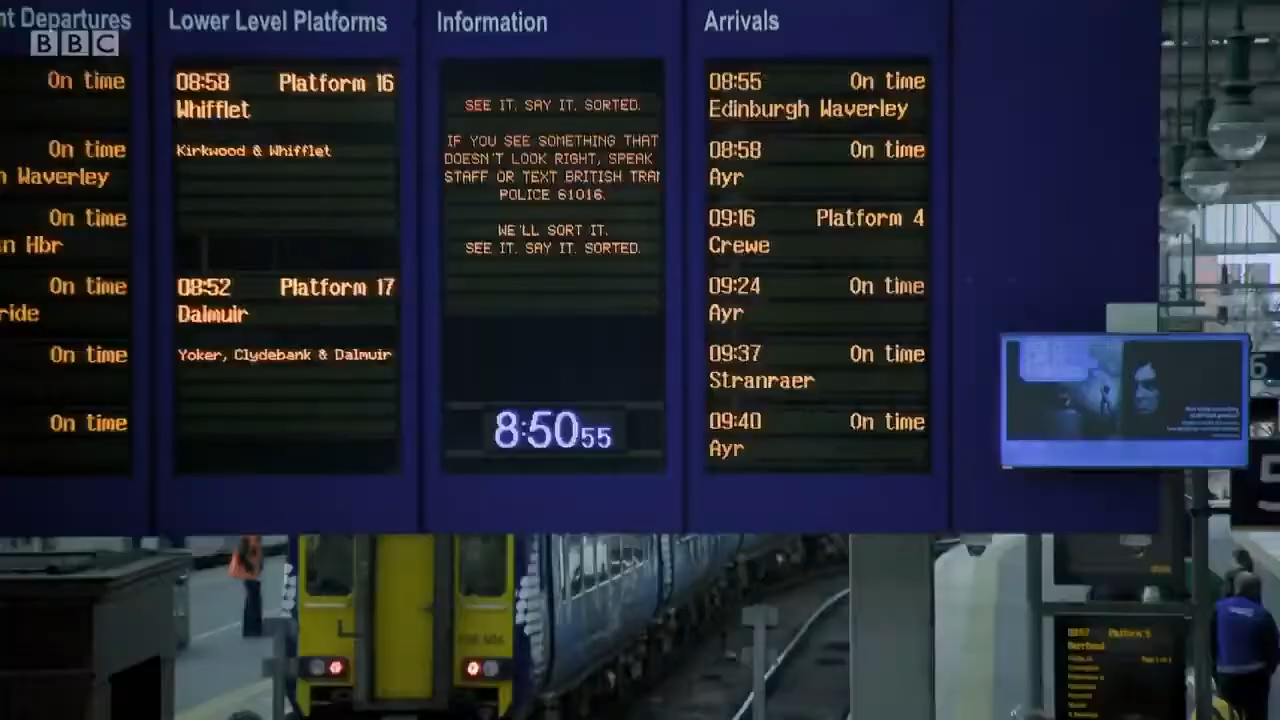 nt Departures
BBC
On time
On time
n Waverley
On time
an Hbr
On time
ride
On time
On time
Lower Level Platforms
08:58 Platform 16
Whifflet
Kirkwood & Whifflet
08:52 Platform 17
Dalmuir
Yoker, Clydebank & Dalmuir
Information
SEE IT. SAY IT. SORTED.
IF YOU SEE SOMETHING THAT
DOESN'T LOOK RIGHT, SPEAK
STAFF OR TEXT BRITISH TRAN
POLICE 61016.
WE'LL SORT IT.
SEE IT. SAY IT. SORTED.
8:50 55
Arrivals
08:55 On time
Edinburgh Waverley
08:58 On time
Ayr
09:16 Platform 4
Crewe
09:24 On time
Ayr
09:37 On time
Stranraer
09:40 On time
Ayr
6
5